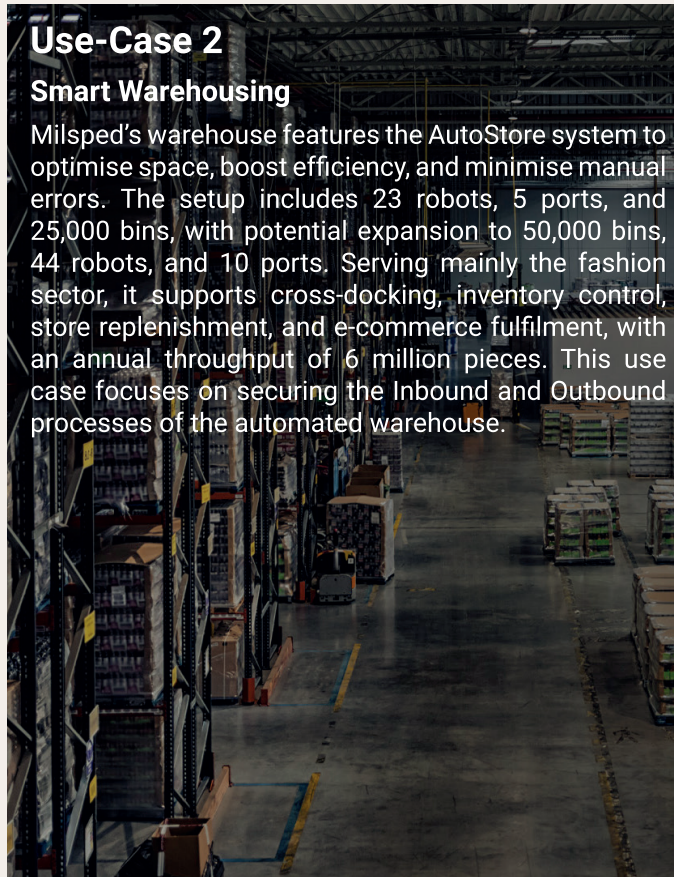 Use-Case 2
Smart Warehousing
Milsped’s warehouse features the AutoStore system to
optimise space, boost efficiency, and minimise manual
errors. The setup includes 23 robots, 5 ports, and
25,000 bins, with potential expansion to 50,000 bins,
44 robots, and 10 ports. Serving mainly the fashion
sector, it supports cross-docking, inventory control,
store replenishment, and e-commerce fulfilment, with
an annual throughput of 6 million pieces. This use
case focuses on securing the Inbound and Outbound
processes of the automated warehouse.